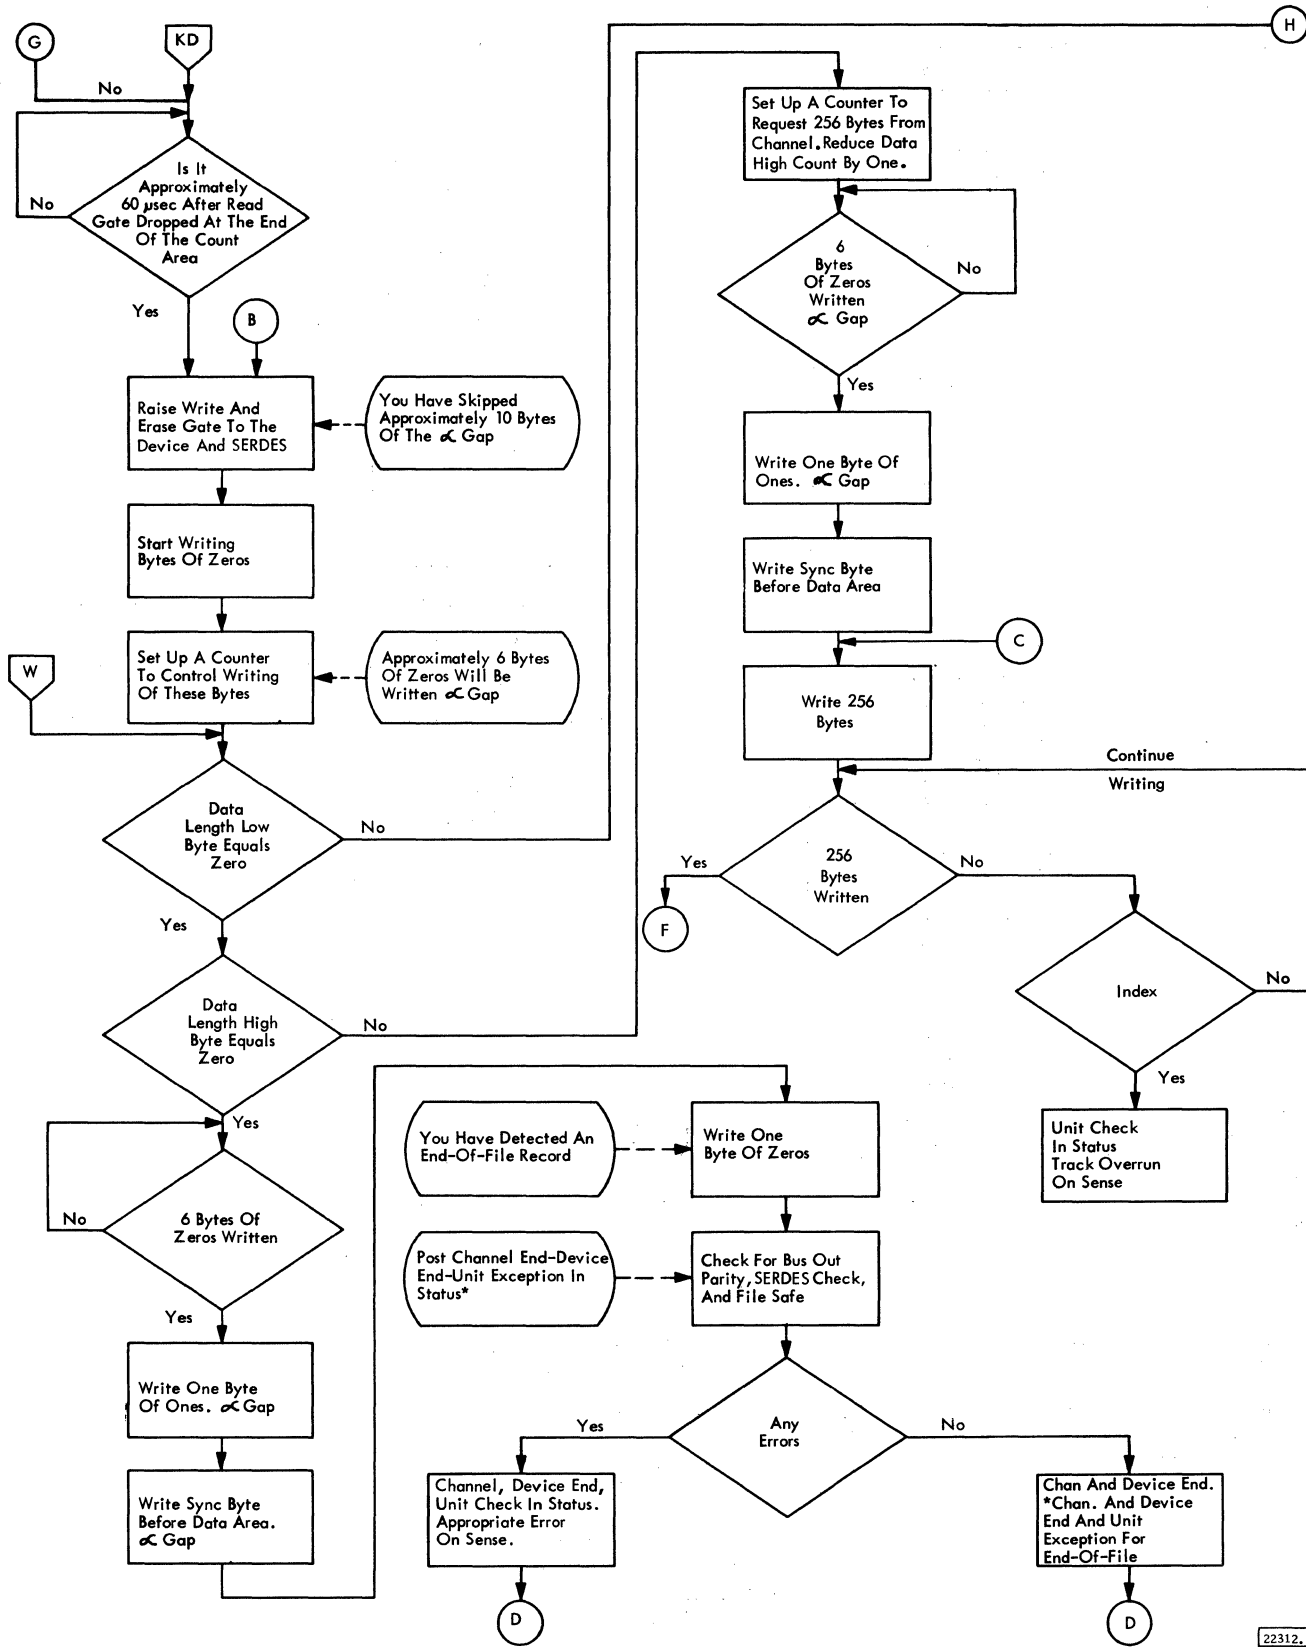 G
KD
H
No
Is It
Approximately
60 µsec After Read
Gate Dropped At The End
Of The Count
Area
No
Yes
B
Raise Write And
Erase Gate To The
Device And SERDES
You Have Skipped
Approximately 10 Bytes
Of The ∝ Gap
Start Writing
Bytes Of Zeros
W
Set Up A Counter
To Control Writing
Of These Bytes
Approximately 6 Bytes
Of Zeros Will Be
Written ∝ Gap
Data
Length Low
Byte Equals
Zero
No
Yes
Data
Length High
Byte Equals
Zero
No
Yes
6 Bytes Of
Zeros Written
No
Yes
Write One Byte
Of Ones. ∝ Gap
Write Sync Byte
Before Data Area.
∝ Gap
Set Up A Counter To
Request 256 Bytes From
Channel. Reduce Data
High Count By One.
6
Bytes
Of Zeros
Written
∝ Gap
No
Yes
Write One Byte Of
Ones. ∝ Gap
Write Sync Byte
Before Data Area
C
Write 256
Bytes
Continue
Writing
256
Bytes
Written
Yes
No
F
Index
No
Yes
Unit Check
In Status
Track Overrun
On Sense
You Have Detected An
End-Of-File Record
Write One
Byte Of Zeros
Post Channel End-Device
End-Unit Exception In
Status*
Check For Bus Out
Parity, SERDES Check,
And File Safe
Any
Errors
Yes
No
Channel, Device End,
Unit Check In Status.
Appropriate Error
On Sense.
Chan And Device End.
*Chan. And Device
End And Unit
Exception For
End-Of-File
D
D
22312.